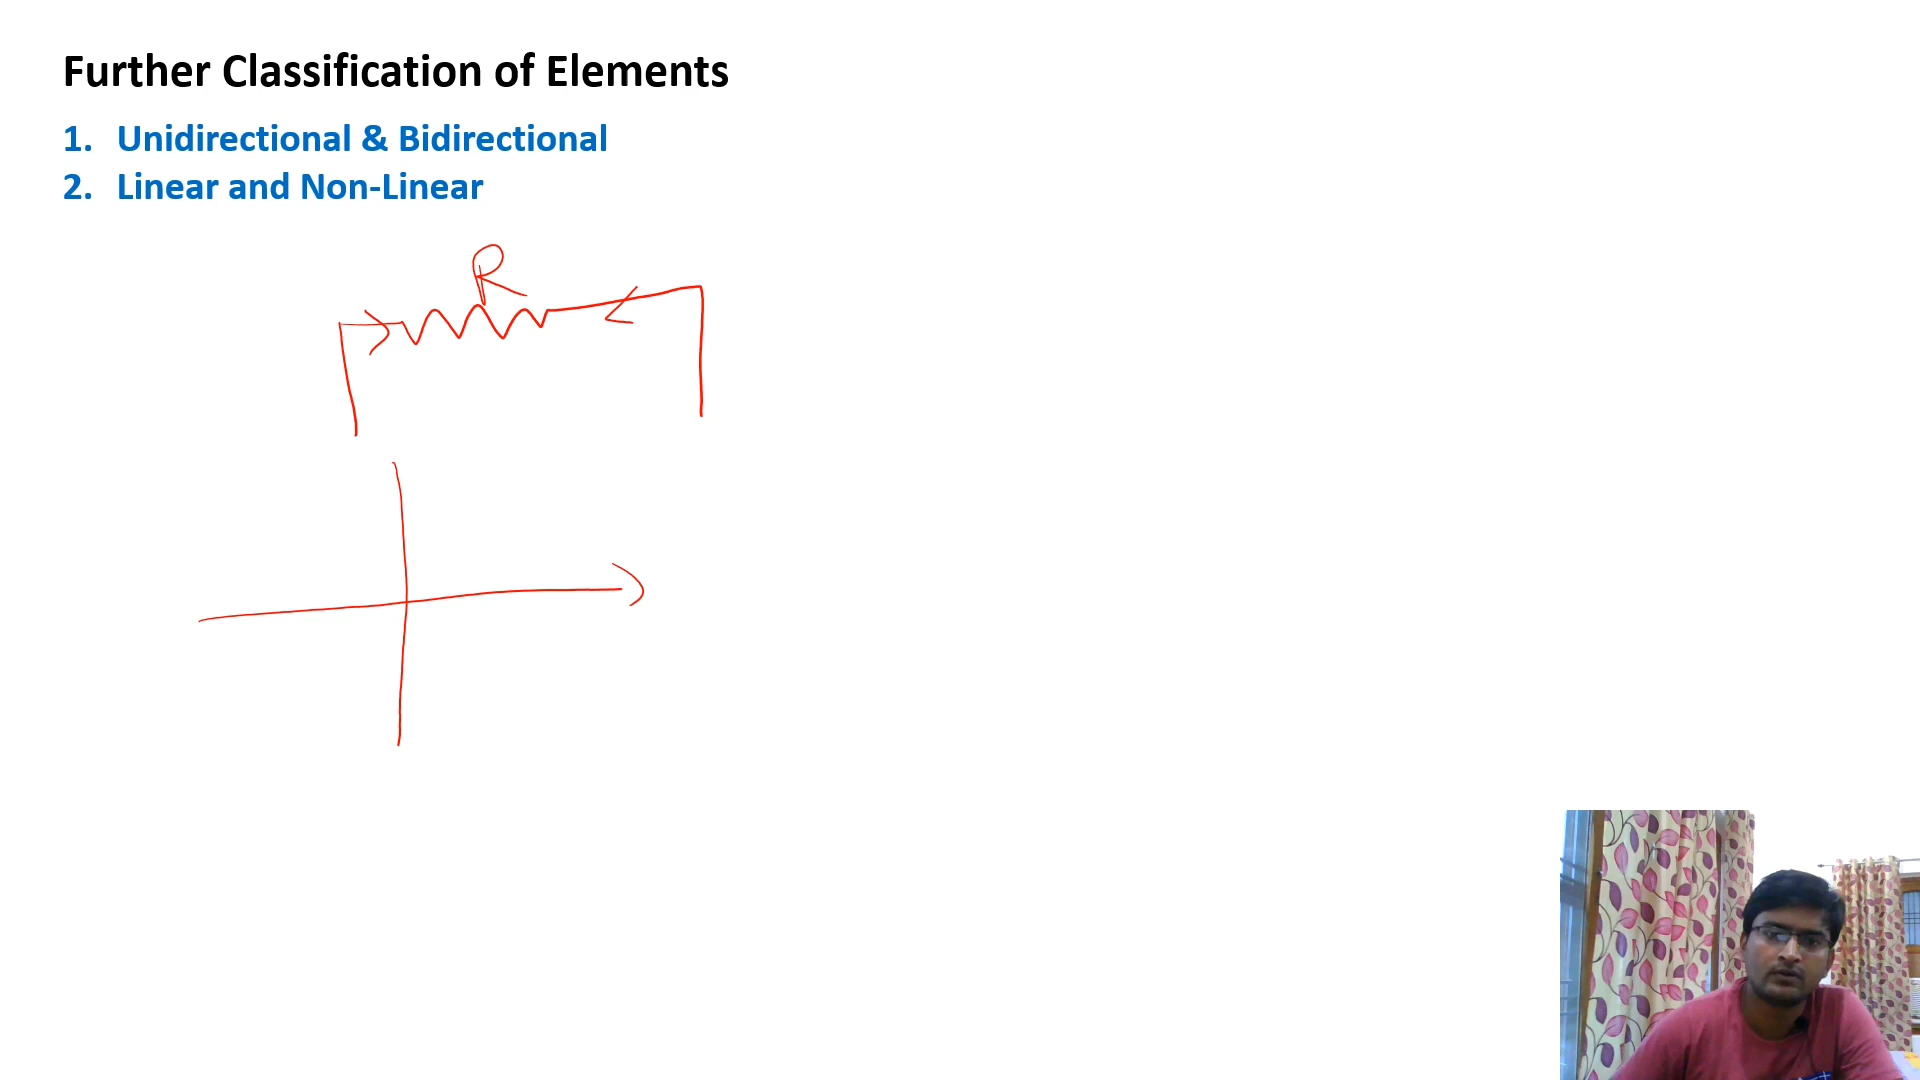 Further Classification of Elements
1. Unidirectional & Bidirectional
2. Linear and Non-Linear
R